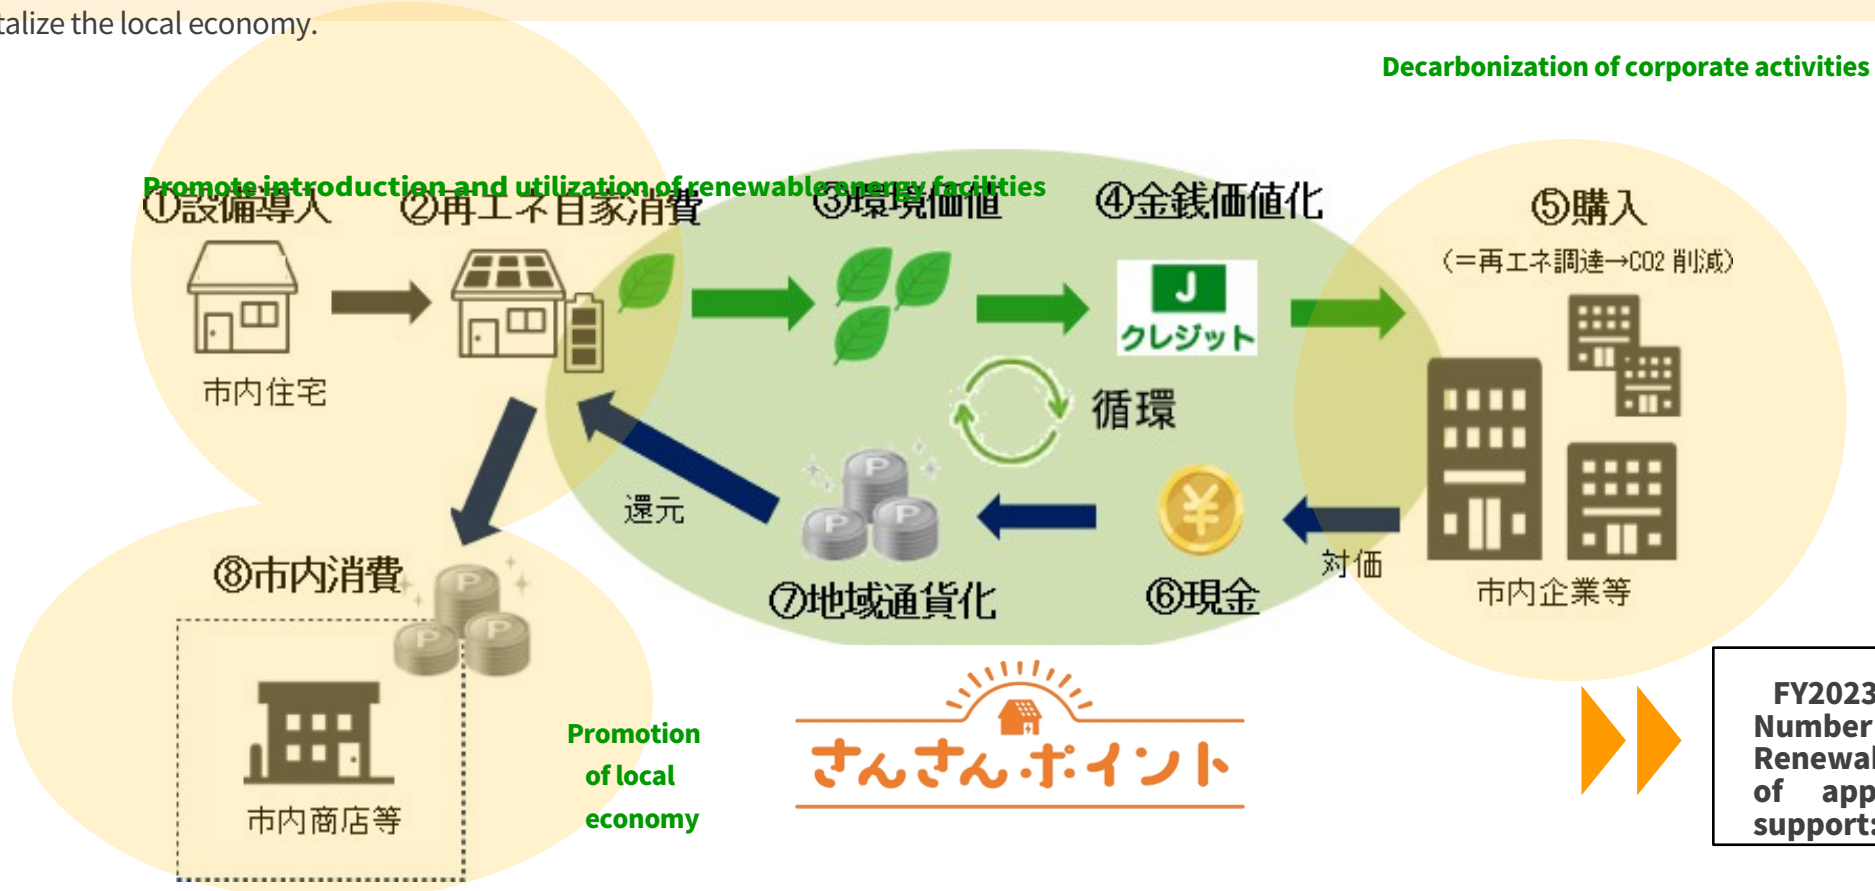 talize the local economy.
Decarbonization of corporate activities
Promote introduction and utilization of renewable energy facilities
①設備導入
②再エネ自家消費
③環境価値
④金銭価値化
⑤購入
(=再エネ調達→CO2 削減)
J
クレジット
市内住宅
循環
還元
P
P
P
¥
対価
⑦地域通貨化
⑥現金
市内企業等
⑧市内消費
P
P
P
市内商店等
Promotion
of local
economy
さんさんポイント
FY2023
Number
Renewal
of app
supports